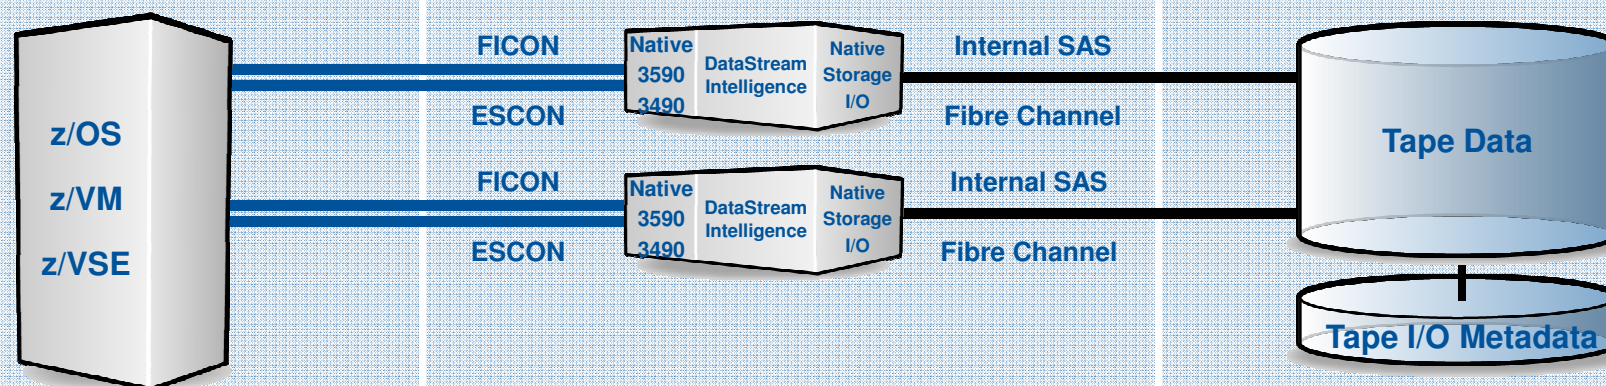 z/OS
z/VM
z/VSE
FICON
ESCON
Native
3590
3490
DataStream
Intelligence
Native
Storage
I/O
Internal SAS
Fibre Channel
FICON
ESCON
Native
3590
3490
DataStream
Intelligence
Native
Storage
I/O
Internal SAS
Fibre Channel
Tape Data
Tape I/O Metadata